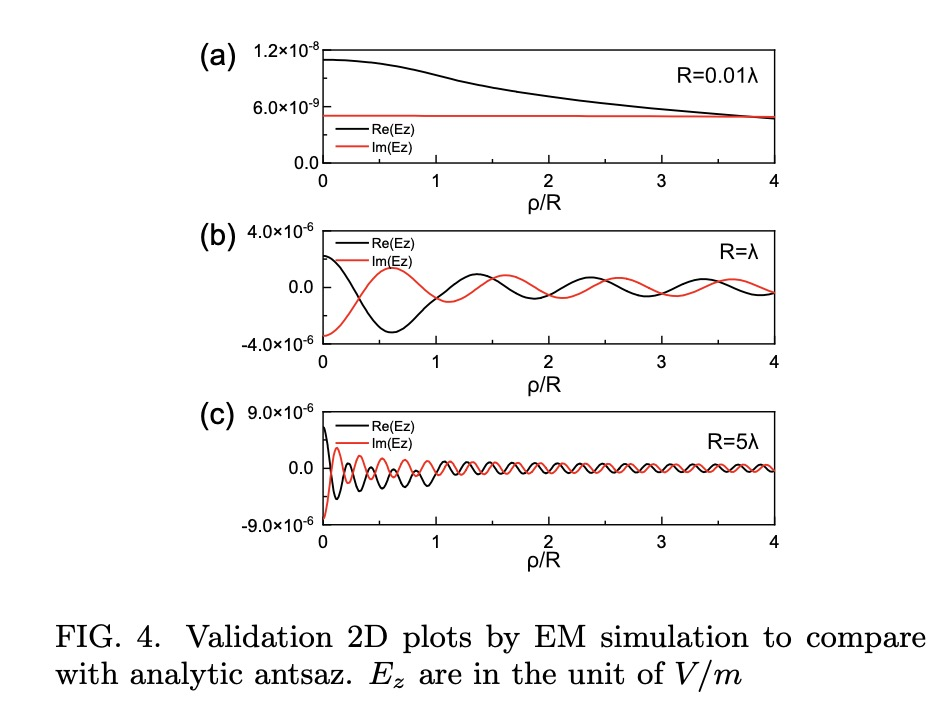 (a)
1.2×10⁻⁸
R=0.01λ
6.0×10⁻⁹
Re(Ez)
Im(Ez)
0.0
0 1 2 3 4
ρ/R
(b)
4.0×10⁻⁶
Re(Ez)
R=λ
Im(Ez)
0.0
-4.0×10⁻⁶
0 1 2 3 4
ρ/R
(c)
9.0×10⁻⁶
Re(Ez)
R=5λ
Im(Ez)
0.0
-9.0×10⁻⁶
0 1 2 3 4
ρ/R
FIG. 4. Validation 2D plots by EM simulation to compare
with analytic antsaz. E_z are in the unit of V/m